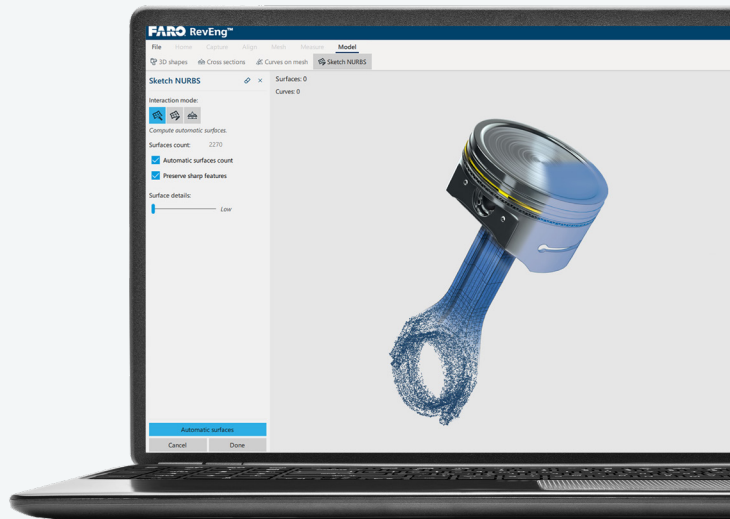 FARO RevEng™
File Home Capture Align Mesh Measure Model
3D shapes Cross sections Curves on mesh Sketch NURBS
Sketch NURBS
Surfaces: 0
Curves: 0
Interaction mode:
Compute automatic surfaces.
Surfaces count: 2270
Automatic surfaces count
Preserve sharp features
Surface details:
Low
Automatic surfaces
Cancel Done